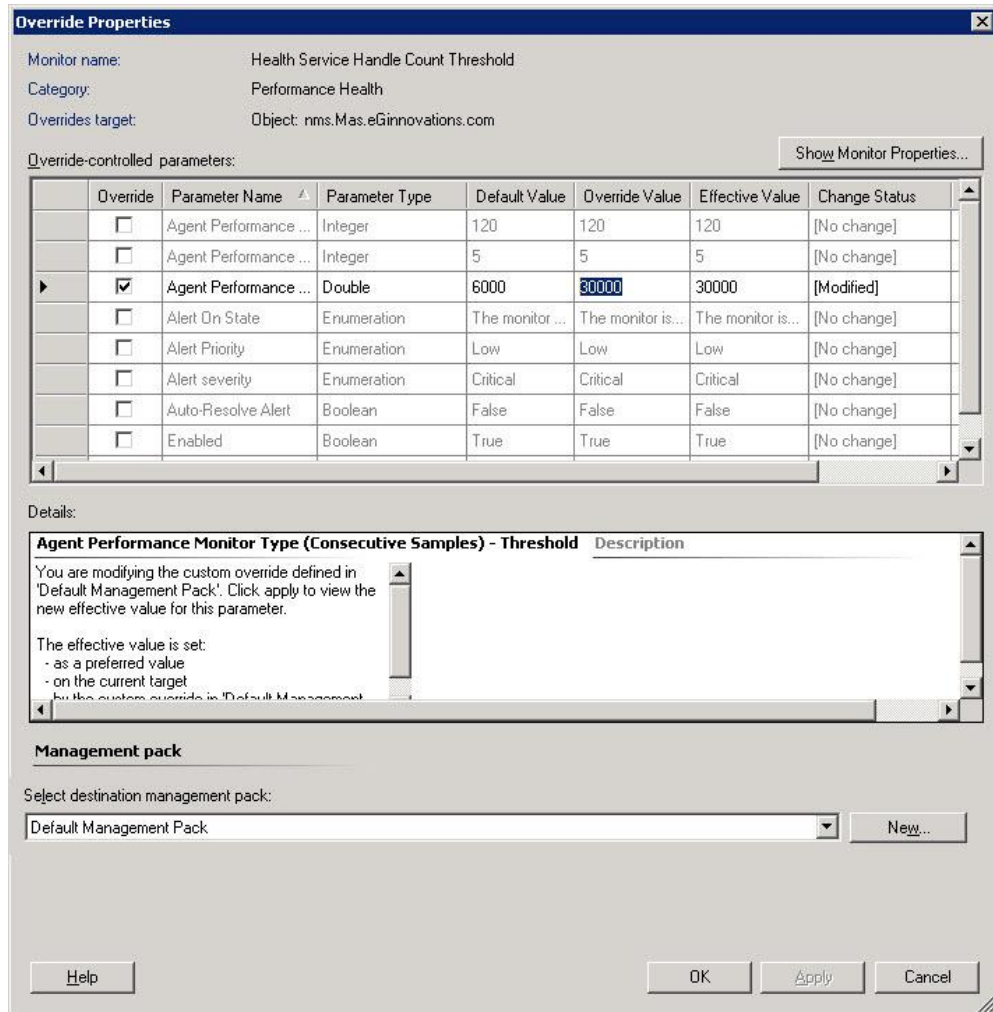 Override Properties
Monitor name: Health Service Handle Count Threshold
Category: Performance Health
Overrides target: Object: nms.Mas.eGinnovations.com
Show Monitor Properties...
Override-controlled parameters:
Override Parameter Name Parameter Type Default Value Override Value Effective Value Change Status
Agent Performance ... Integer 120 120 120 [No change]
Agent Performance ... Integer 5 5 5 [No change]
Agent Performance ... Double 6000 30000 30000 [Modified]
Alert On State Enumeration The monitor ... The monitor is... The monitor is... [No change]
Alert Priority Enumeration Low Low Low [No change]
Alert severity Enumeration Critical Critical Critical [No change]
Auto-Resolve Alert Boolean False False False [No change]
Enabled Boolean True True True [No change]
Details:
Agent Performance Monitor Type (Consecutive Samples) - Threshold Description
You are modifying the custom override defined in
'Default Management Pack'. Click apply to view the
new effective value for this parameter.
The effective value is set:
- as a preferred value
- on the current target
- by the custom override in 'Default Management
Management pack
Select destination management pack:
Default Management Pack New...
Help OK Apply Cancel